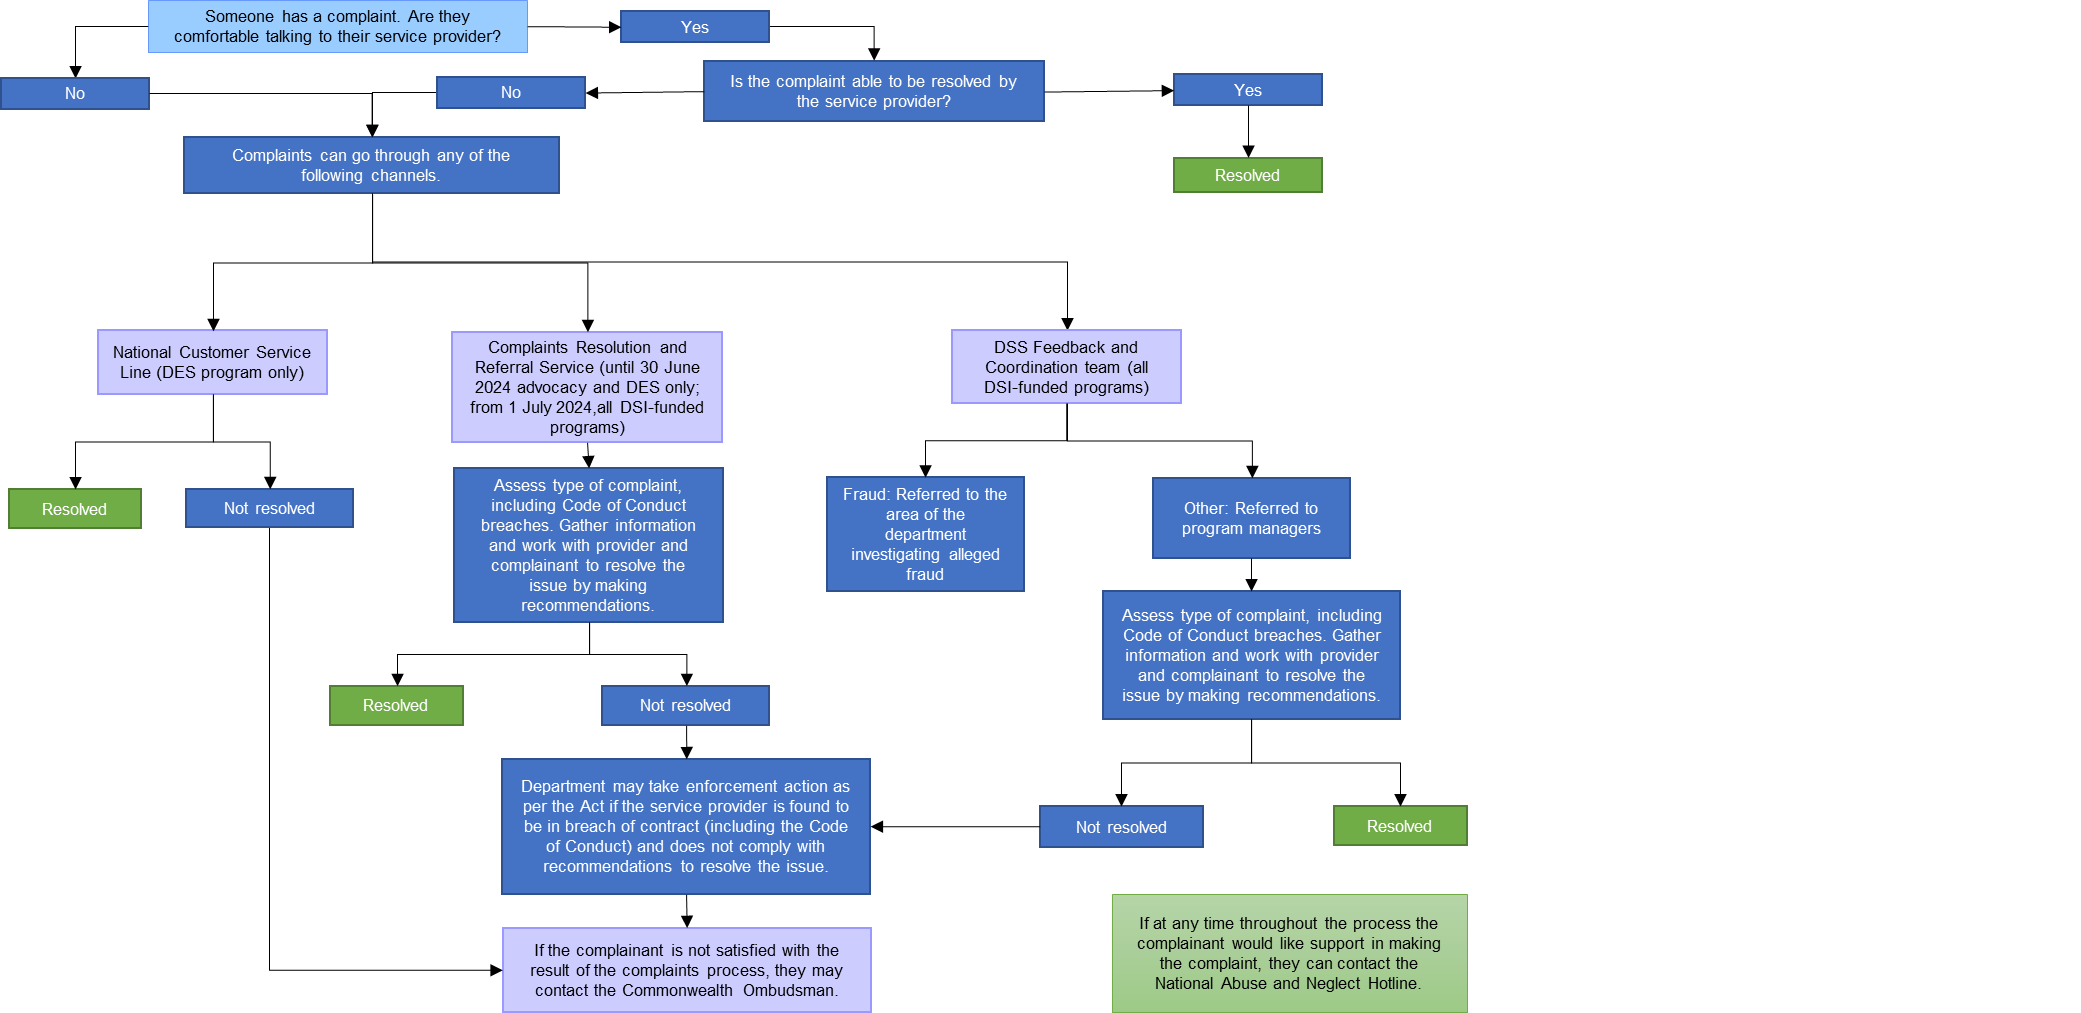 Someone has a complaint. Are they
comfortable talking to their service provider?
Yes
No
No
Is the complaint able to be resolved by
the service provider?
Yes
Complaints can go through any of the
following channels.
Resolved
National Customer Service
Line (DES program only)
Complaints Resolution and
Referral Service (until 30 June
2024 advocacy and DES only;
from 1 July 2024,all DSI-funded
programs)
DSS Feedback and
Coordination team (all
DSI-funded programs)
Resolved
Not resolved
Assess type of complaint,
including Code of Conduct
breaches. Gather information
and work with provider and
complainant to resolve the
issue by making
recommendations.
Fraud: Referred to the
area of the
department
investigating alleged
fraud
Other: Referred to
program managers
Assess type of complaint, including
Code of Conduct breaches. Gather
information and work with provider
and complainant to resolve the
issue by making recommendations.
Resolved
Not resolved
Department may take enforcement action as
per the Act if the service provider is found to
be in breach of contract (including the Code
of Conduct) and does not comply with
recommendations to resolve the issue.
Not resolved
Resolved
If the complainant is not satisfied with the
result of the complaints process, they may
contact the Commonwealth Ombudsman.
If at any time throughout the process the
complainant would like support in making
the complaint, they can contact the
National Abuse and Neglect Hotline.